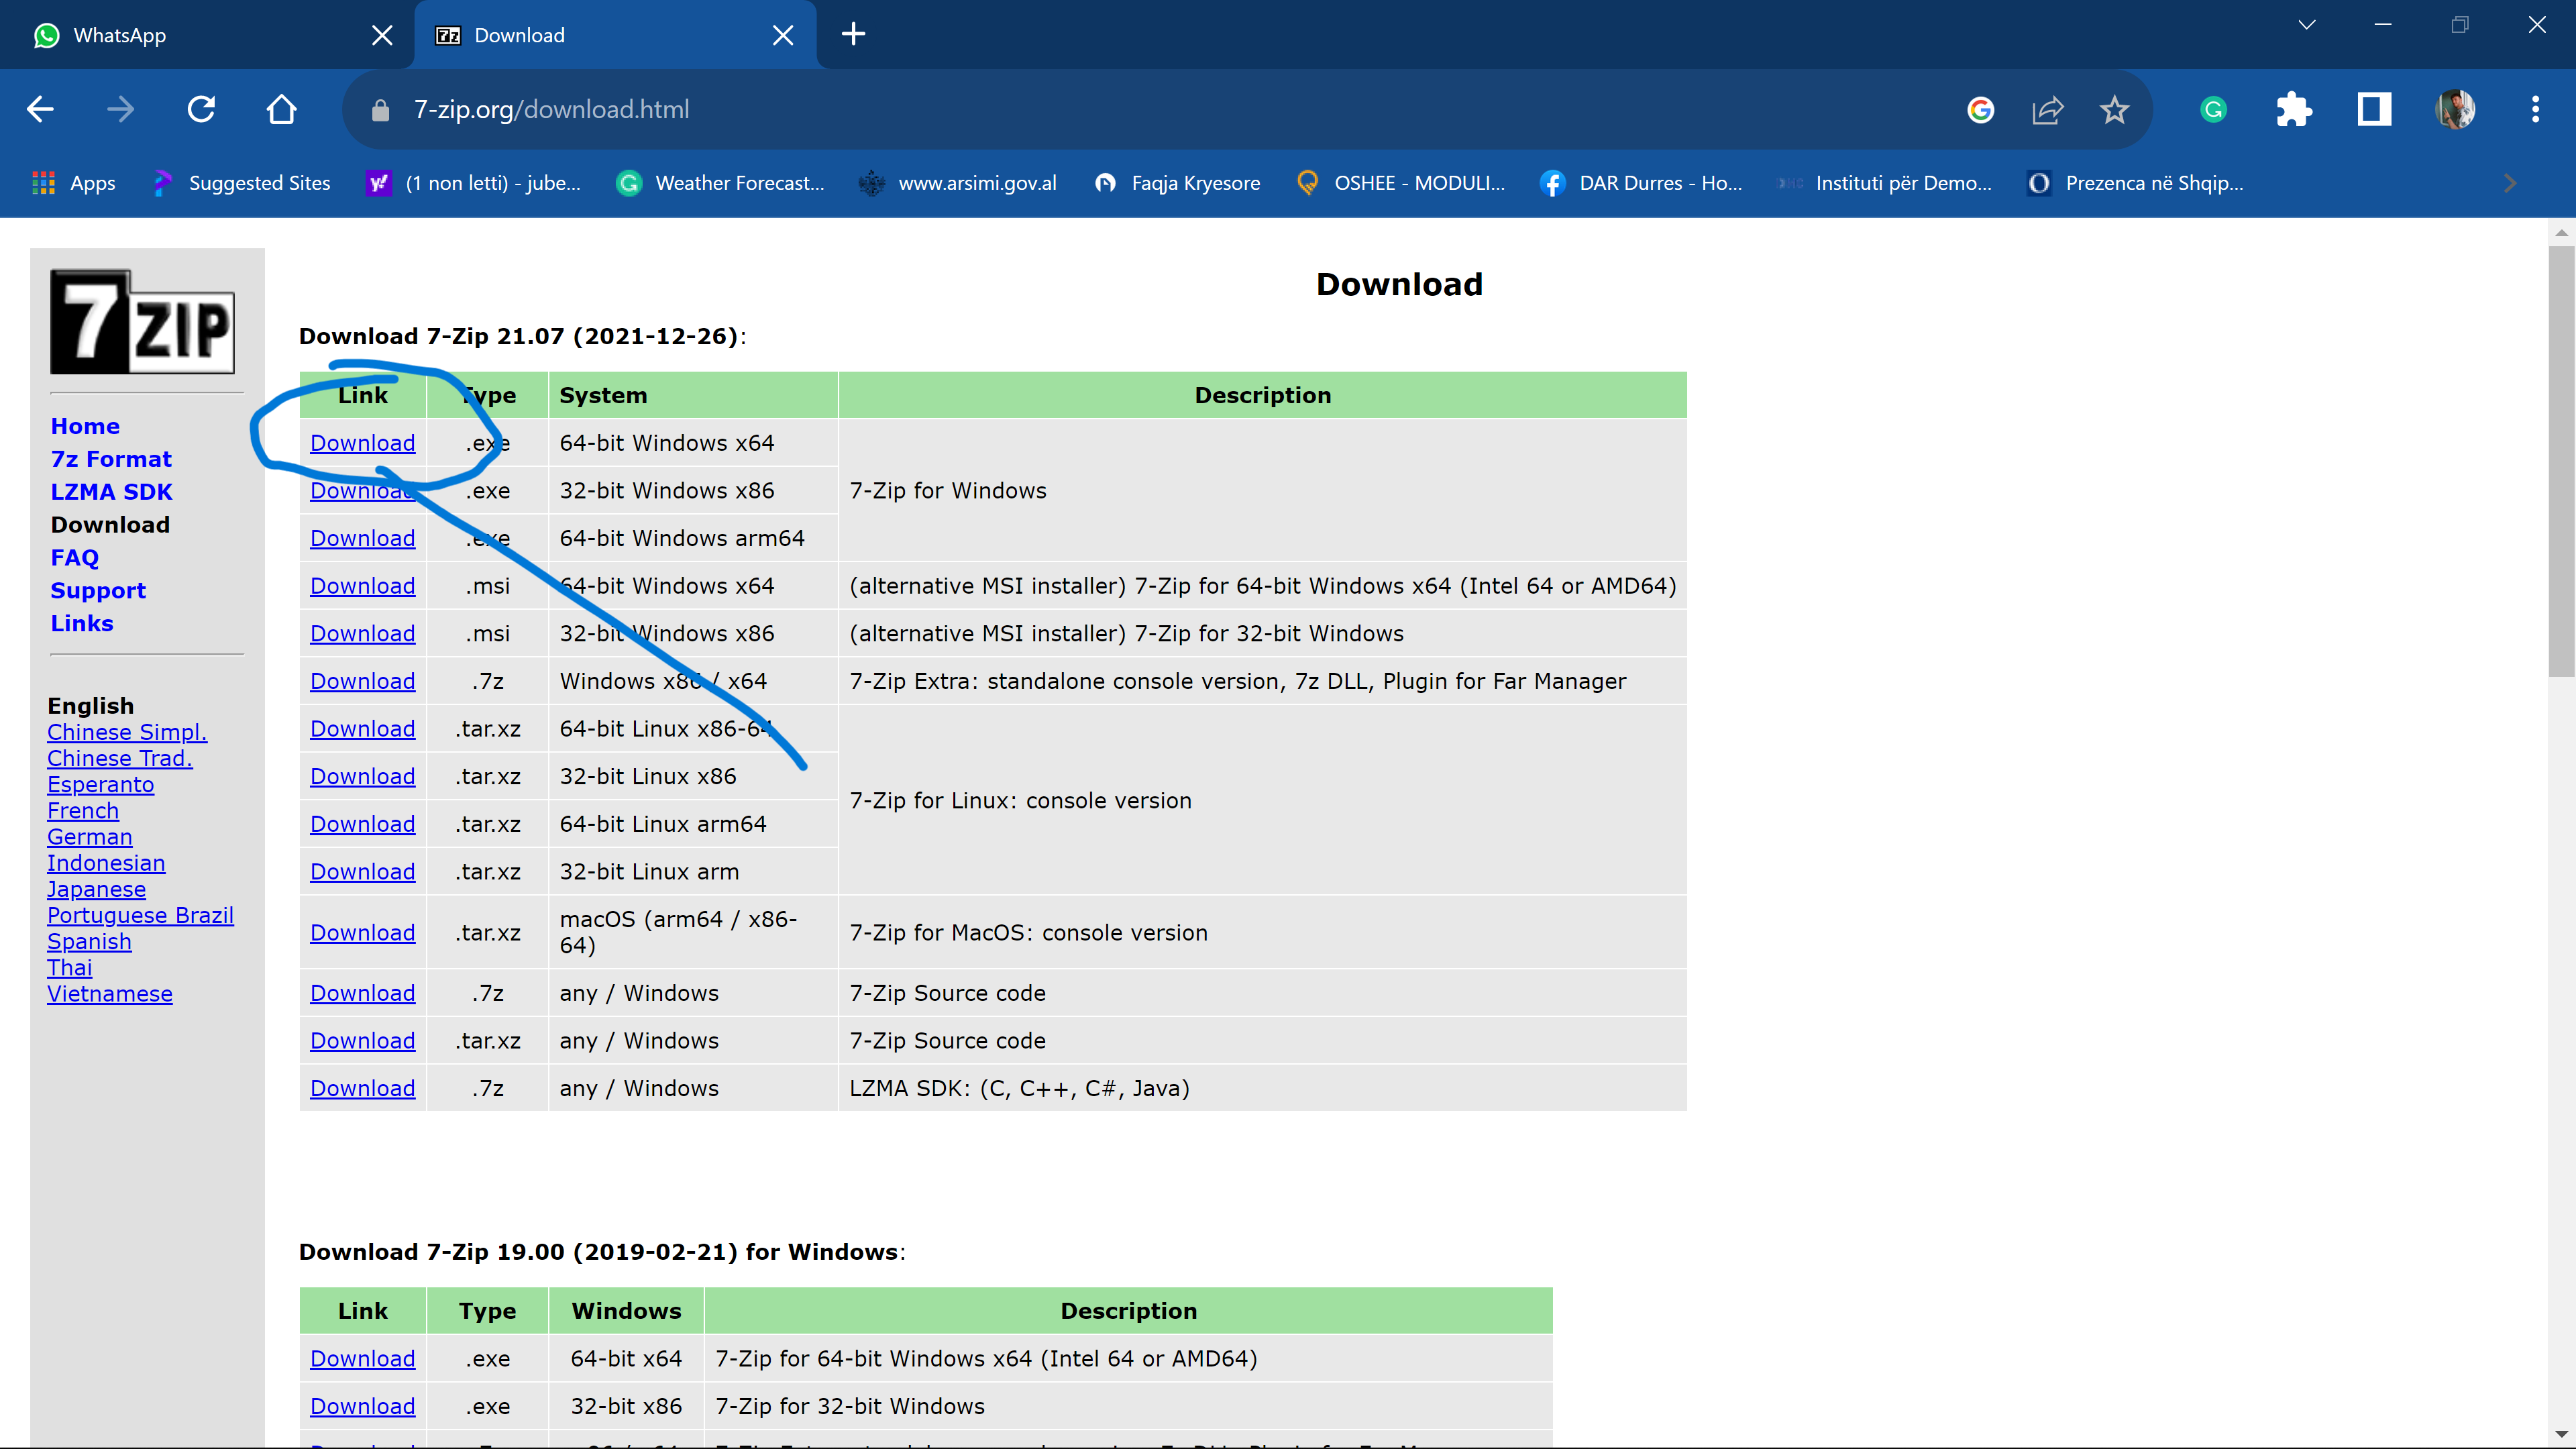 WhatsApp
Download
7-zip.org/download.html
Apps
Suggested Sites
(1 non letti) - jube...
Weather Forecast...
www.arsimi.gov.al
Faqja Kryesore
OSHEE - MODULI...
DAR Durres - Ho...
Instituti për Demo...
Prezenca në Shqip...
7 ZIP
Home
7z Format
LZMA SDK
Download
FAQ
Support
Links
English
Chinese Simpl.
Chinese Trad.
Esperanto
French
German
Indonesian
Japanese
Portuguese Brazil
Spanish
Thai
Vietnamese
Download
Download 7-Zip 21.07 (2021-12-26):
Link Type System Description
Download .exe 64-bit Windows x64
Download .exe 32-bit Windows x86 7-Zip for Windows
Download .exe 64-bit Windows arm64
Download .msi 64-bit Windows x64 (alternative MSI installer) 7-Zip for 64-bit Windows x64 (Intel 64 or AMD64)
Download .msi 32-bit Windows x86 (alternative MSI installer) 7-Zip for 32-bit Windows
Download .7z Windows x86 / x64 7-Zip Extra: standalone console version, 7z DLL, Plugin for Far Manager
Download .tar.xz 64-bit Linux x86-64
Download .tar.xz 32-bit Linux x86
7-Zip for Linux: console version
Download .tar.xz 64-bit Linux arm64
Download .tar.xz 32-bit Linux arm
Download .tar.xz macOS (arm64 / x86-
64) 7-Zip for MacOS: console version
Download .7z any / Windows 7-Zip Source code
Download .tar.xz any / Windows 7-Zip Source code
Download .7z any / Windows LZMA SDK: (C, C++, C#, Java)
Download 7-Zip 19.00 (2019-02-21) for Windows:
Link Type Windows Description
Download .exe 64-bit x64 7-Zip for 64-bit Windows x64 (Intel 64 or AMD64)
Download .exe 32-bit x86 7-Zip for 32-bit Windows